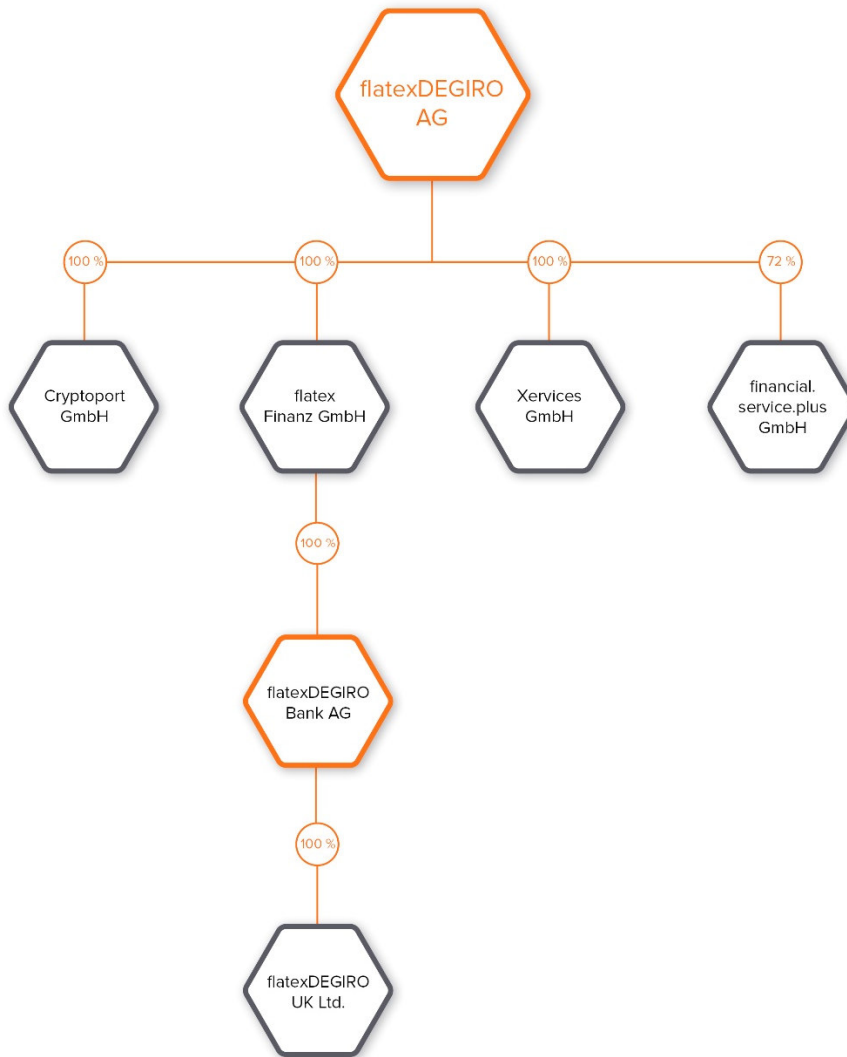 flatexDEGIRO
AG
100 %
100 %
100 %
72 %
Cryptoport
GmbH
flatex
Finanz GmbH
Xervices
GmbH
financial.
service.plus
GmbH
100 %
flatexDEGIRO
Bank AG
100 %
flatexDEGIRO
UK Ltd.